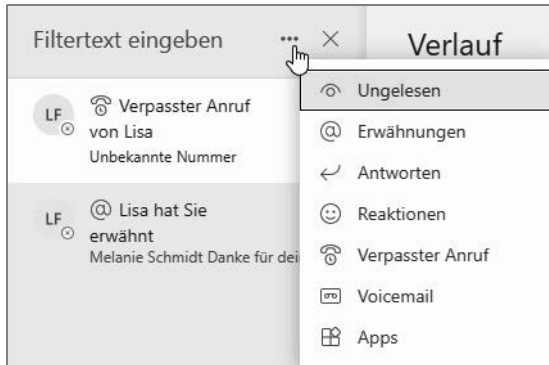 Filtertext eingeben
Verlauf
LF
Verpasster Anruf
von Lisa
Unbekannte Nummer
LF
@ Lisa hat Sie
erwähnt
Melanie Schmidt Danke für dei
Ungelesen
@ Erwähnungen
Antworten
Reaktionen
Verpasster Anruf
Voicemail
Apps